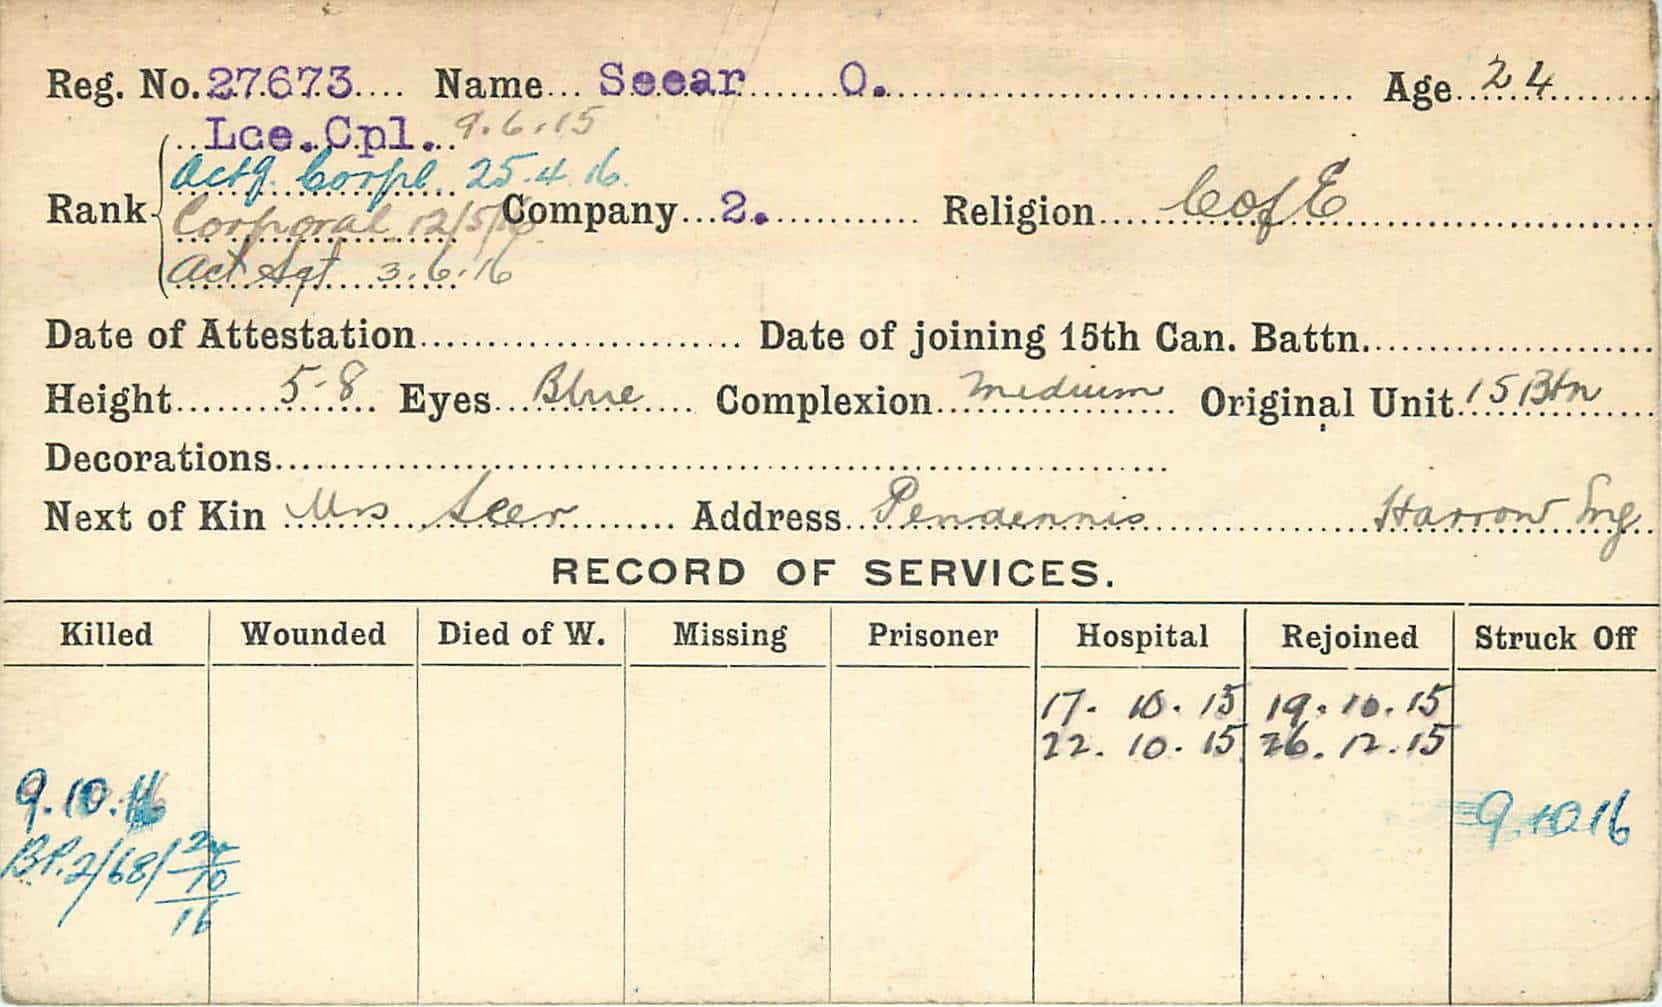 Reg. No. 27673 Name Seear O. Age 24
Lce. Cpl. 9.6.15
Actg. Corpl 25.4.16.
Rank Corporal 12/5/16 Company 2. Religion C of E
Act Sgt 3.6.16
Date of Attestation Date of joining 15th Can. Battn.
Height 5-8 Eyes Blue Complexion Medium Original Unit 15 Btn
Decorations
Next of Kin Mrs Seer Address Pendennis Harrow Eng
RECORD OF SERVICES.
Killed Wounded Died of W. Missing Prisoner Hospital Rejoined Struck Off
17. 10. 15 19. 10. 15
22. 10. 15 26. 12. 15
9.10.16 9.10.16
B.P. 2/68/
10
16